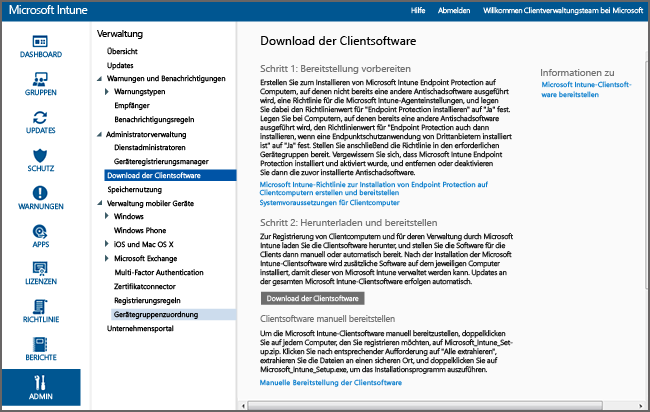 Microsoft Intune
Hilfe
Abmelden
Willkommen Clientverwaltungsteam bei Microsoft
DASHBOARD
GRUPPEN
UPDATES
SCHUTZ
WARNUNGEN
APPS
LIZENZEN
RICHTLINIE
BERICHTE
ADMIN
Verwaltung
Übersicht
Updates
Warnungen und Benachrichtigungen
Warnungstypen
Empfänger
Benachrichtigungsregeln
Administratorverwaltung
Dienstadministratoren
Geräteregistrierungsmanager
Download der Clientsoftware
Speichernutzung
Verwaltung mobiler Geräte
Windows
Windows Phone
iOS und Mac OS X
Microsoft Exchange
Multi-Factor Authentication
Zertifikatconnector
Registrierungsregeln
Gerätegruppenzuordnung
Unternehmensportal
Download der Clientsoftware
Schritt 1: Bereitstellung vorbereiten
Erstellen Sie zum Installieren von Microsoft Intune Endpoint Protection auf
Computern, auf denen nicht bereits eine andere Antischadsoftware ausgeführt
wird, eine Richtlinie für die Microsoft Intune-Agenteinstellungen, und legen
Sie dabei den Richtlinienwert für "Endpoint Protection installieren" auf "Ja" fest.
Legen Sie bei Computern, auf denen bereits eine andere Antischadsoftware
ausgeführt wird, den Richtlinienwert für "Endpoint Protection auch dann
installieren, wenn eine Endpunktschutzanwendung von Drittanbietern installiert
ist" auf "Ja" fest. Stellen Sie anschließend die Richtlinie in den erforderlichen
Gerätegruppen bereit. Vergewissern Sie sich, dass Microsoft Intune Endpoint
Protection installiert und aktiviert wurde, und entfernen oder deaktivieren
Sie dann die zuvor installierte Antischadsoftware.
Microsoft Intune-Richtlinie zur Installation von Endpoint Protection auf
Clientcomputern erstellen und bereitstellen
Systemvoraussetzungen für Clientcomputer
Schritt 2: Herunterladen und bereitstellen
Zur Registrierung von Clientcomputern und für deren Verwaltung durch Microsoft
Intune laden Sie die Clientsoftware herunter, und stellen Sie die Software für die
Clients dann manuell oder automatisch bereit. Nach der Installation der Microsoft
Intune-Clientsoftware wird zusätzliche Software auf dem jeweiligen Computer
installiert, damit dieser von Microsoft Intune verwaltet werden kann. Updates an
der gesamten Microsoft Intune-Clientsoftware erfolgen automatisch.
Download der Clientsoftware
Clientsoftware manuell bereitstellen
Um die Microsoft Intune-Clientsoftware manuell bereitzustellen, doppelklicken
Sie auf jedem Computer, den Sie registrieren möchten, auf Microsoft_Intune_Set-
up.zip. Klicken Sie nach entsprechender Aufforderung auf "Alle extrahieren",
extrahieren Sie die Dateien an einen sicheren Ort, und doppelklicken Sie auf
Microsoft_Intune_Setup.exe, um das Installationsprogramm auszuführen.
Manuelle Bereitstellung der Clientsoftware
Informationen zu
Microsoft Intune-Clientsoft-
ware bereitstellen